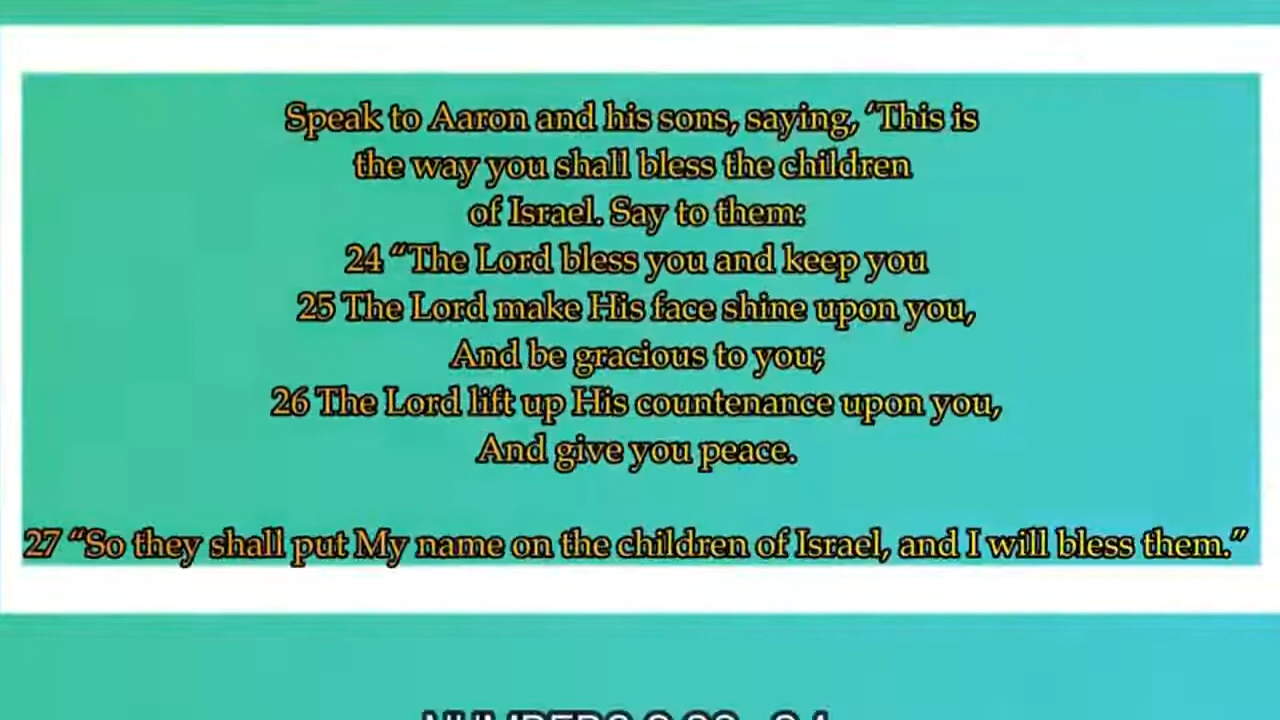 Speak to Aaron and his sons, saying, ‘This is
the way you shall bless the children
of Israel. Say to them:
24 “The Lord bless you and keep you
25 The Lord make His face shine upon you,
And be gracious to you;
26 The Lord lift up His countenance upon you,
And give you peace.
27 “So they shall put My name on the children of Israel, and I will bless them.”
NUMBERS